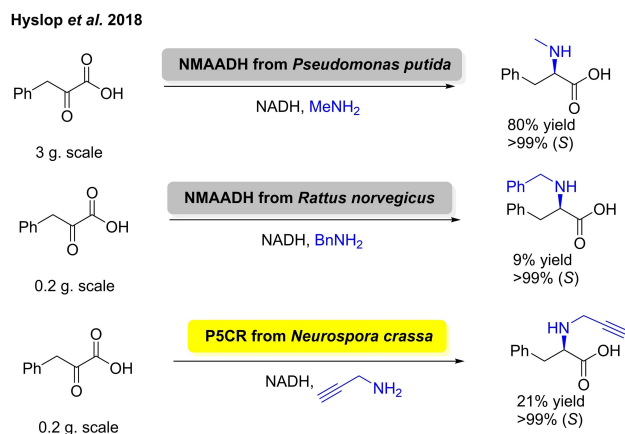 Hyslop et al. 2018
O
Ph
OH
O
3 g. scale
NMAADH from Pseudomonas putida
NADH, MeNH2
NH
Ph
OH
O
80% yield
>99% (S)
O
Ph
OH
O
0.2 g. scale
NMAADH from Rattus norvegicus
NADH, BnNH2
Ph
NH
Ph
OH
O
9% yield
>99% (S)
O
Ph
OH
O
0.2 g. scale
P5CR from Neurospora crassa
NADH,
NH2
HN
Ph
OH
O
21% yield
>99% (S)